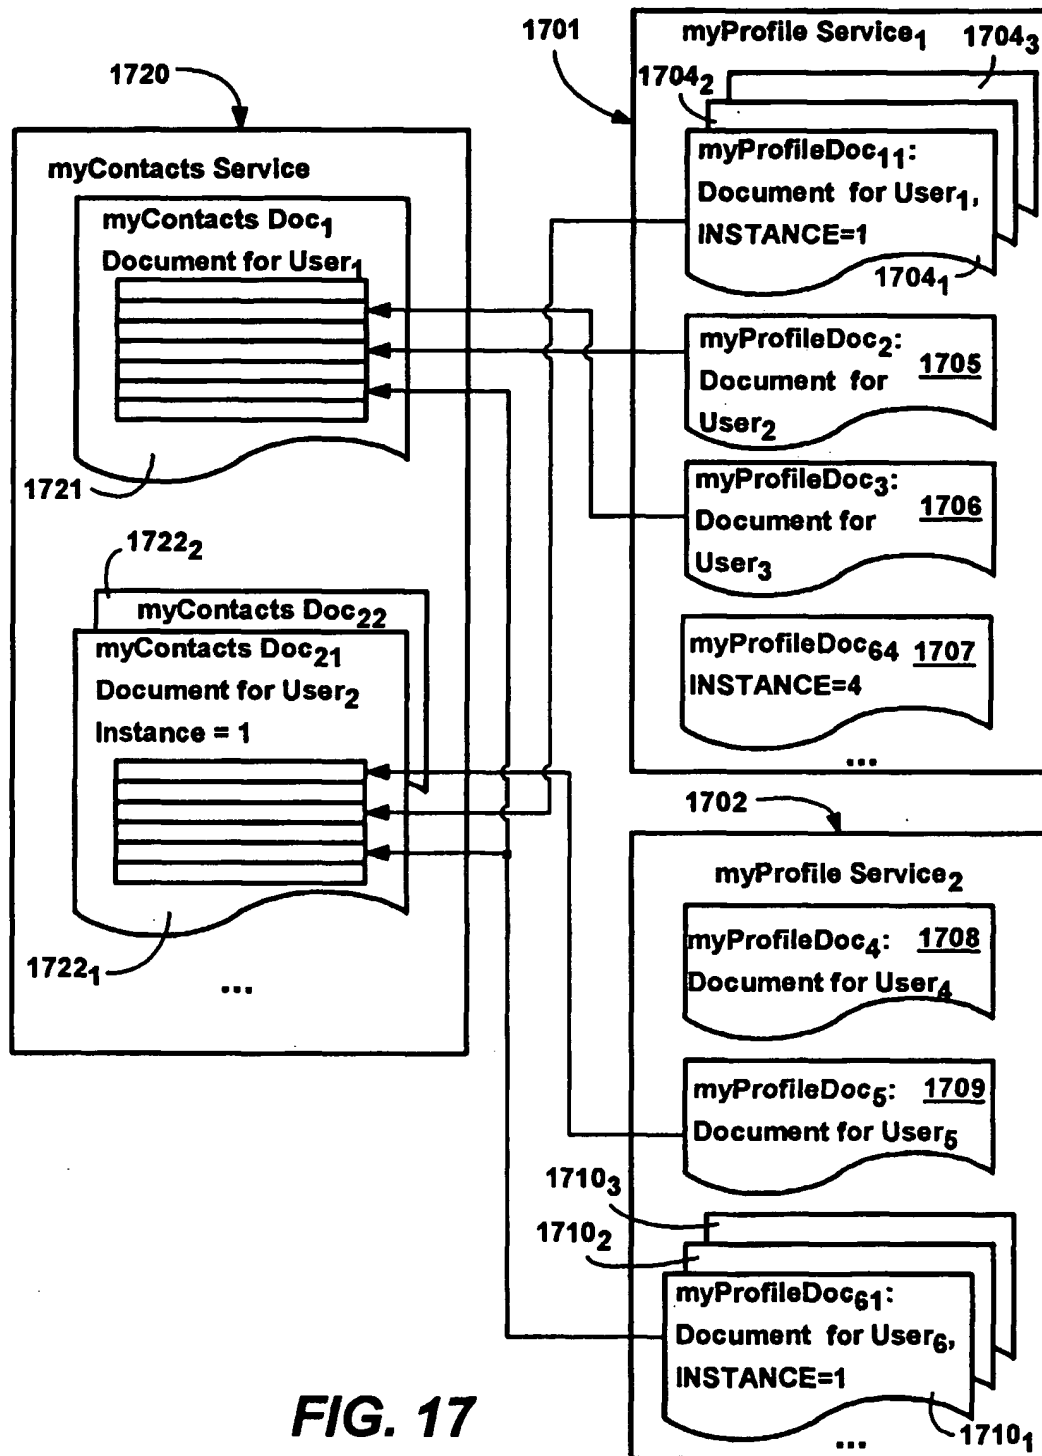 1720
myContacts Service
myContacts Doc₁
Document for User₁
1721
1722₂
myContacts Doc₂₂
myContacts Doc₂₁
Document for User₂
Instance = 1
1722₁
...
1701
myProfile Service₁
1704₃
1704₂
myProfileDoc₁₁:
Document for User₁,
INSTANCE=1
1704₁
myProfileDoc₂:
Document for 1705
User₂
myProfileDoc₃:
Document for 1706
User₃
myProfileDoc₆₄ 1707
INSTANCE=4
...
1702
myProfile Service₂
myProfileDoc₄: 1708
Document for User₄
myProfileDoc₅: 1709
Document for User₅
1710₃
1710₂
myProfileDoc₆₁:
Document for User₆,
INSTANCE=1
1710₁
...
FIG. 17